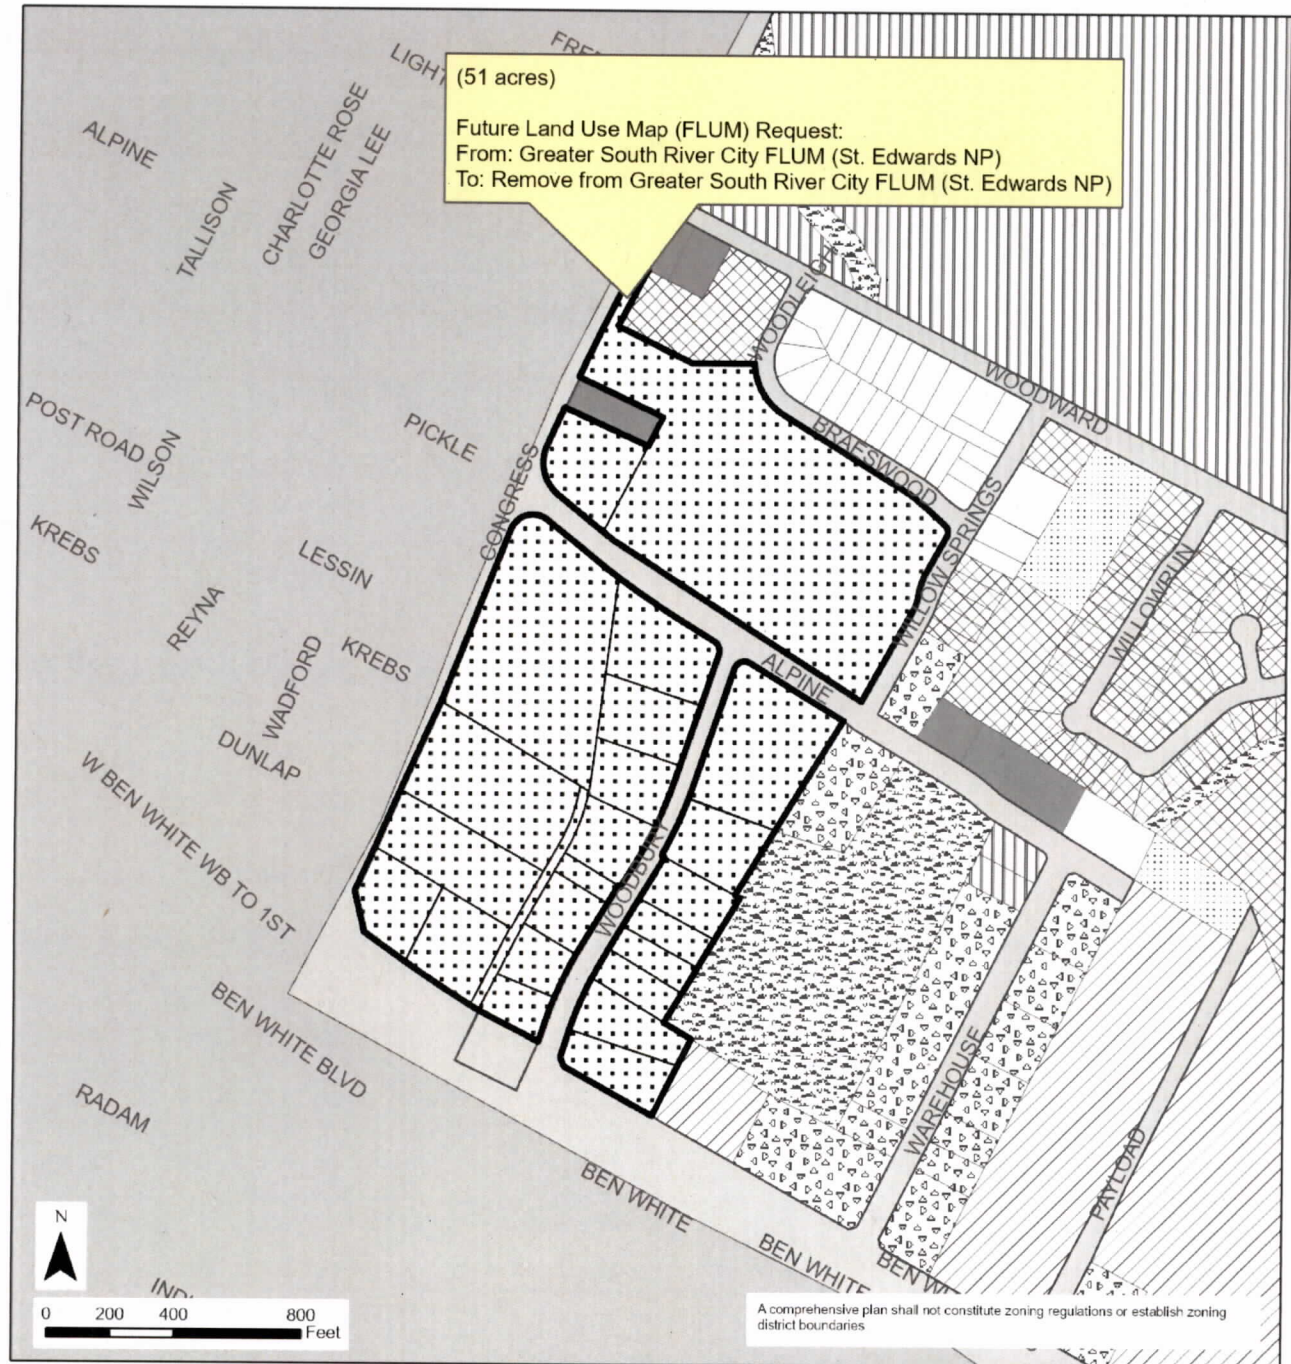 FRE
LIGHT
(51 acres)
Future Land Use Map (FLUM) Request:
From: Greater South River City FLUM (St. Edwards NP)
To: Remove from Greater South River City FLUM (St. Edwards NP)
ALPINE
CHARLOTTE ROSE
GEORGIA LEE
TALLISON
WOODLEIGH
WOODWARD
POST ROAD
WILSON
PICKLE
BRAESWOOD
CONGRESS
WILLOW SPRINGS
KREBS
LESSIN
WILLOWRUN
REYNA
WADFORD
KREBS
ALPINE
DUNLAP
W BEN WHITE WB TO 1ST
WOODBURY
BEN WHITE BLVD
WAREHOUSE
RADAM
PAYLOAD
BEN WHITE
BEN WHITE
BEN W
N
IND
0 200 400 800
Feet
A comprehensive plan shall not constitute zoning regulations or establish zoning
district boundaries